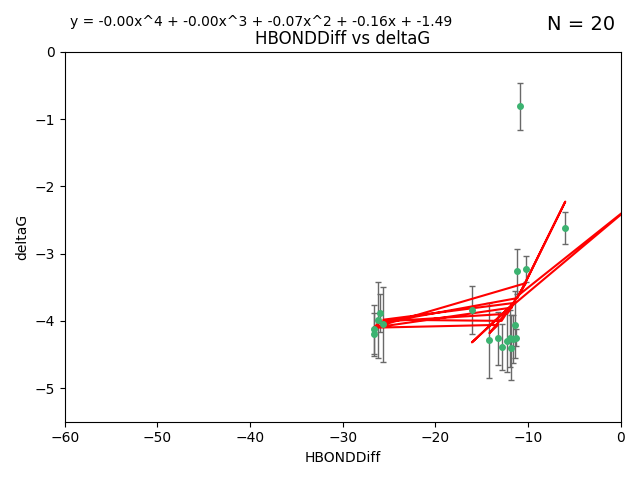 y = -0.00x^4 + -0.00x^3 + -0.07x^2 + -0.16x + -1.49
N = 20
HBONDDiff vs deltaG
0
−1
−2
−3
−4
−5
deltaG
−60 −50 −40 −30 −20 −10 0
HBONDDiff